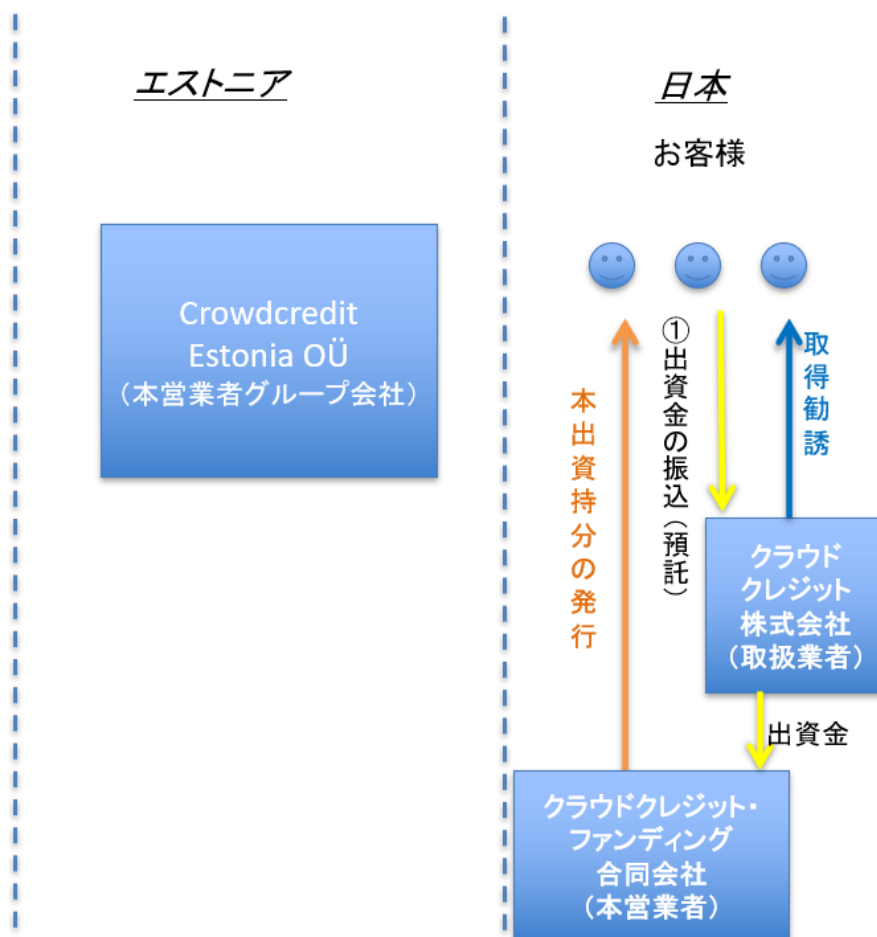 エストニア
日本
お客様
Crowdcredit
Estonia OÜ
（本営業者グループ会社）
本出資持分の発行
①出資金の振込（預託）
取得勧誘
クラウド
クレジット
株式会社
（取扱業者）
出資金
クラウドクレジット・
ファンディング
合同会社
（本営業者）